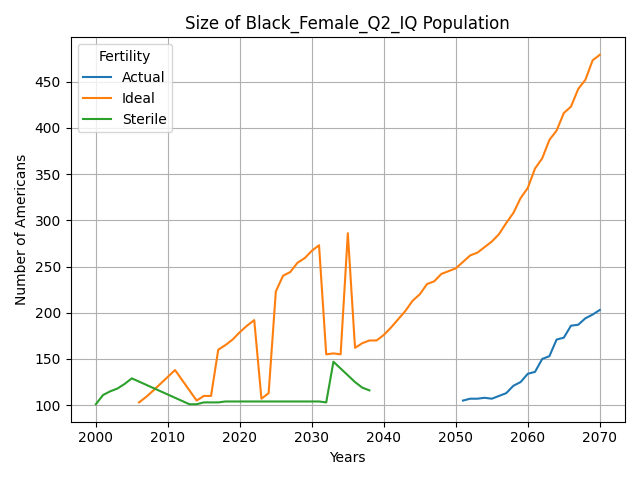 Size of Black_Female_Q2_IQ Population
Fertility
Actual
Ideal
Sterile
Number of Americans
450
400
350
300
250
200
150
100
2000 2010 2020 2030 2040 2050 2060 2070
Years